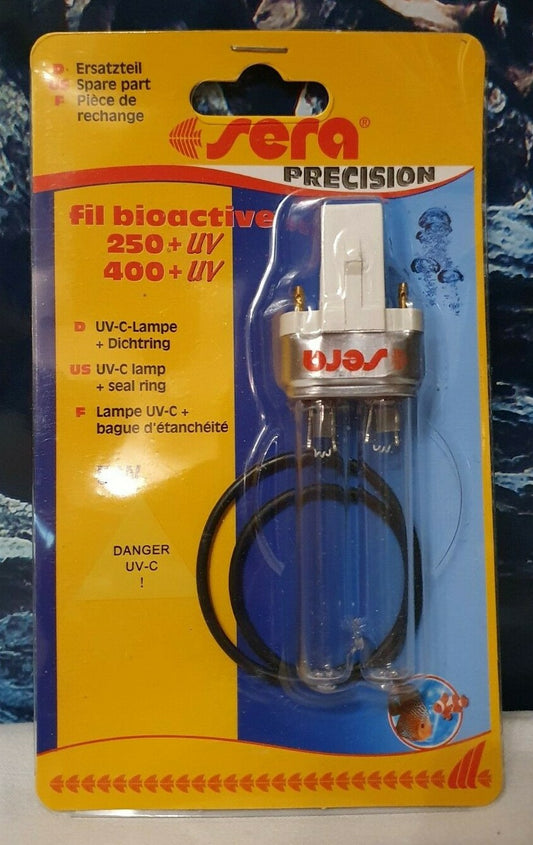 D Ersatzteil
US Spare part
F Pièce de
rechange
sera®
PRECISION
fil bioactive
250 + UV
400 + UV
D UV-C-Lampe
+ Dichtring
US UV-C lamp
+ seal ring
F Lampe UV-C +
bague d'étanchéité
sera
DANGER
UV-C
!